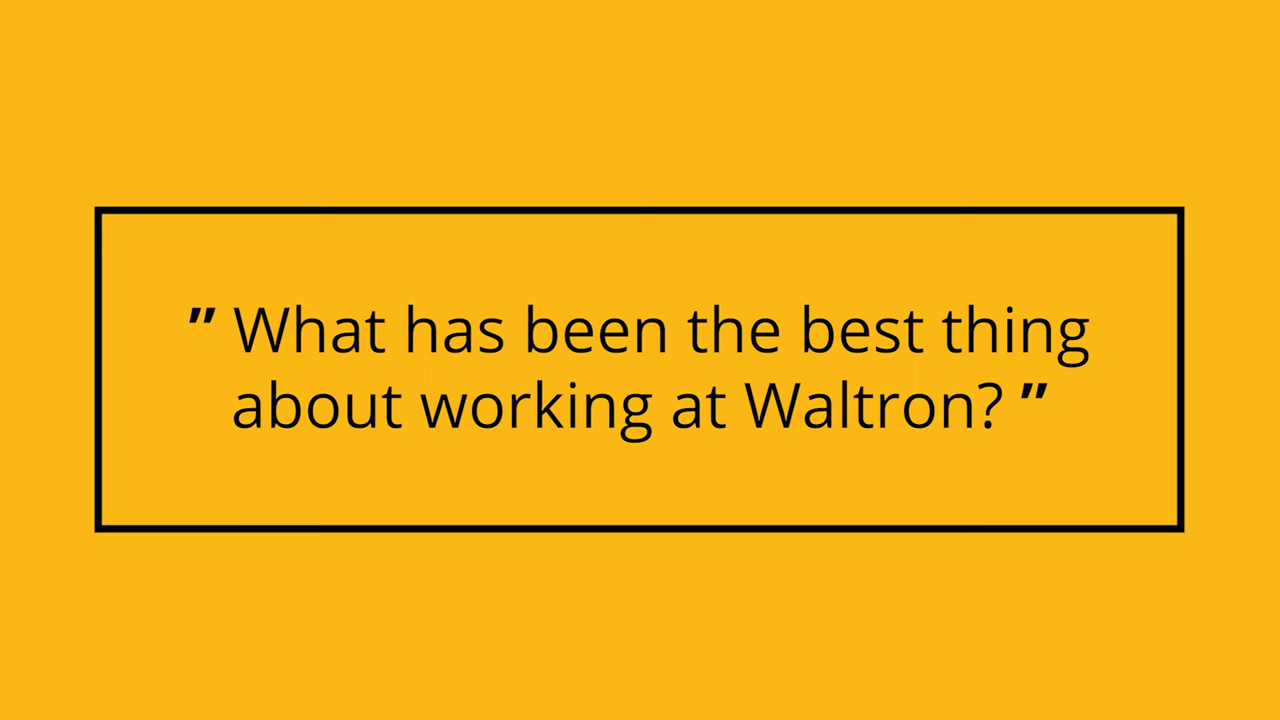 ” What has been the best thing
about working at Waltron? ”